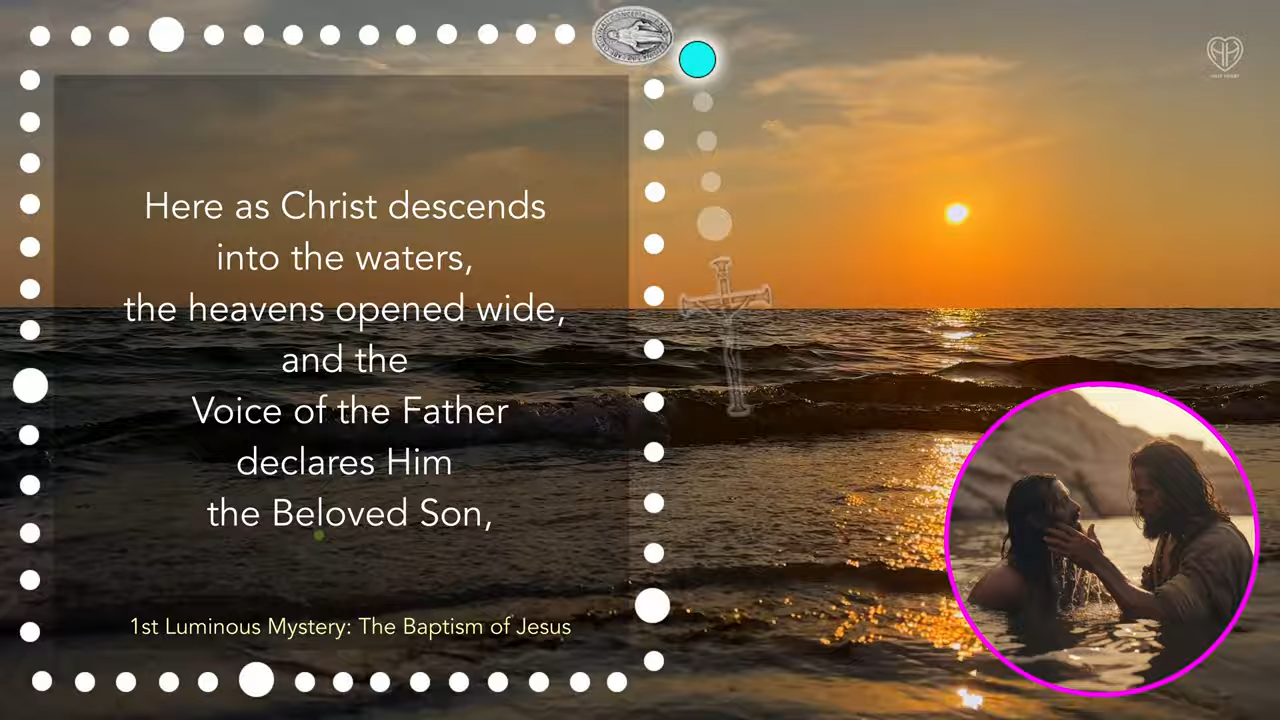 Here as Christ descends
into the waters,
the heavens opened wide,
and the
Voice of the Father
declares Him
the Beloved Son,
1st Luminous Mystery: The Baptism of Jesus